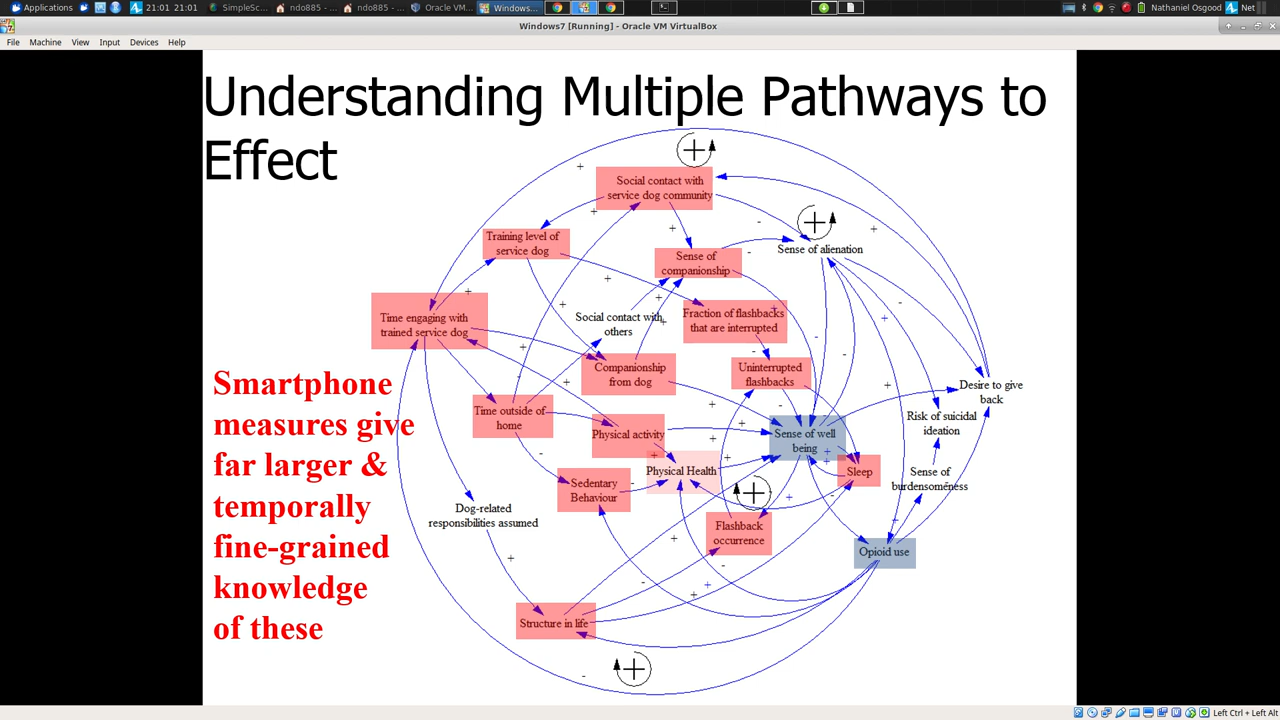 Applications
21:01 21:01
SimpleSc...
ndo885 - ...
ndo885 - ...
Oracle VM...
Windows...
Nathaniel Osgood
Net
Windows7 [Running] - Oracle VM VirtualBox
File Machine View Input Devices Help
Understanding Multiple Pathways to
Effect
Social contact with
service dog community
Training level of
service dog
Sense of alienation
Sense of
companionship
Time engaging with
trained service dog
Social contact with
others
Fraction of flashbacks
that are interrupted
Companionship
from dog
Uninterrupted
flashbacks
Smartphone
measures give
far larger &
temporally
fine-grained
knowledge
of these
Desire to give
back
Time outside of
home
Risk of suicidal
ideation
Physical activity
Sense of well
being
Physical Health
Sleep
Sedentary
Behaviour
Sense of
burdensomeness
Dog-related
responsibilities assumed
Flashback
occurrence
Opioid use
Structure in life
Left Ctrl + Left Alt